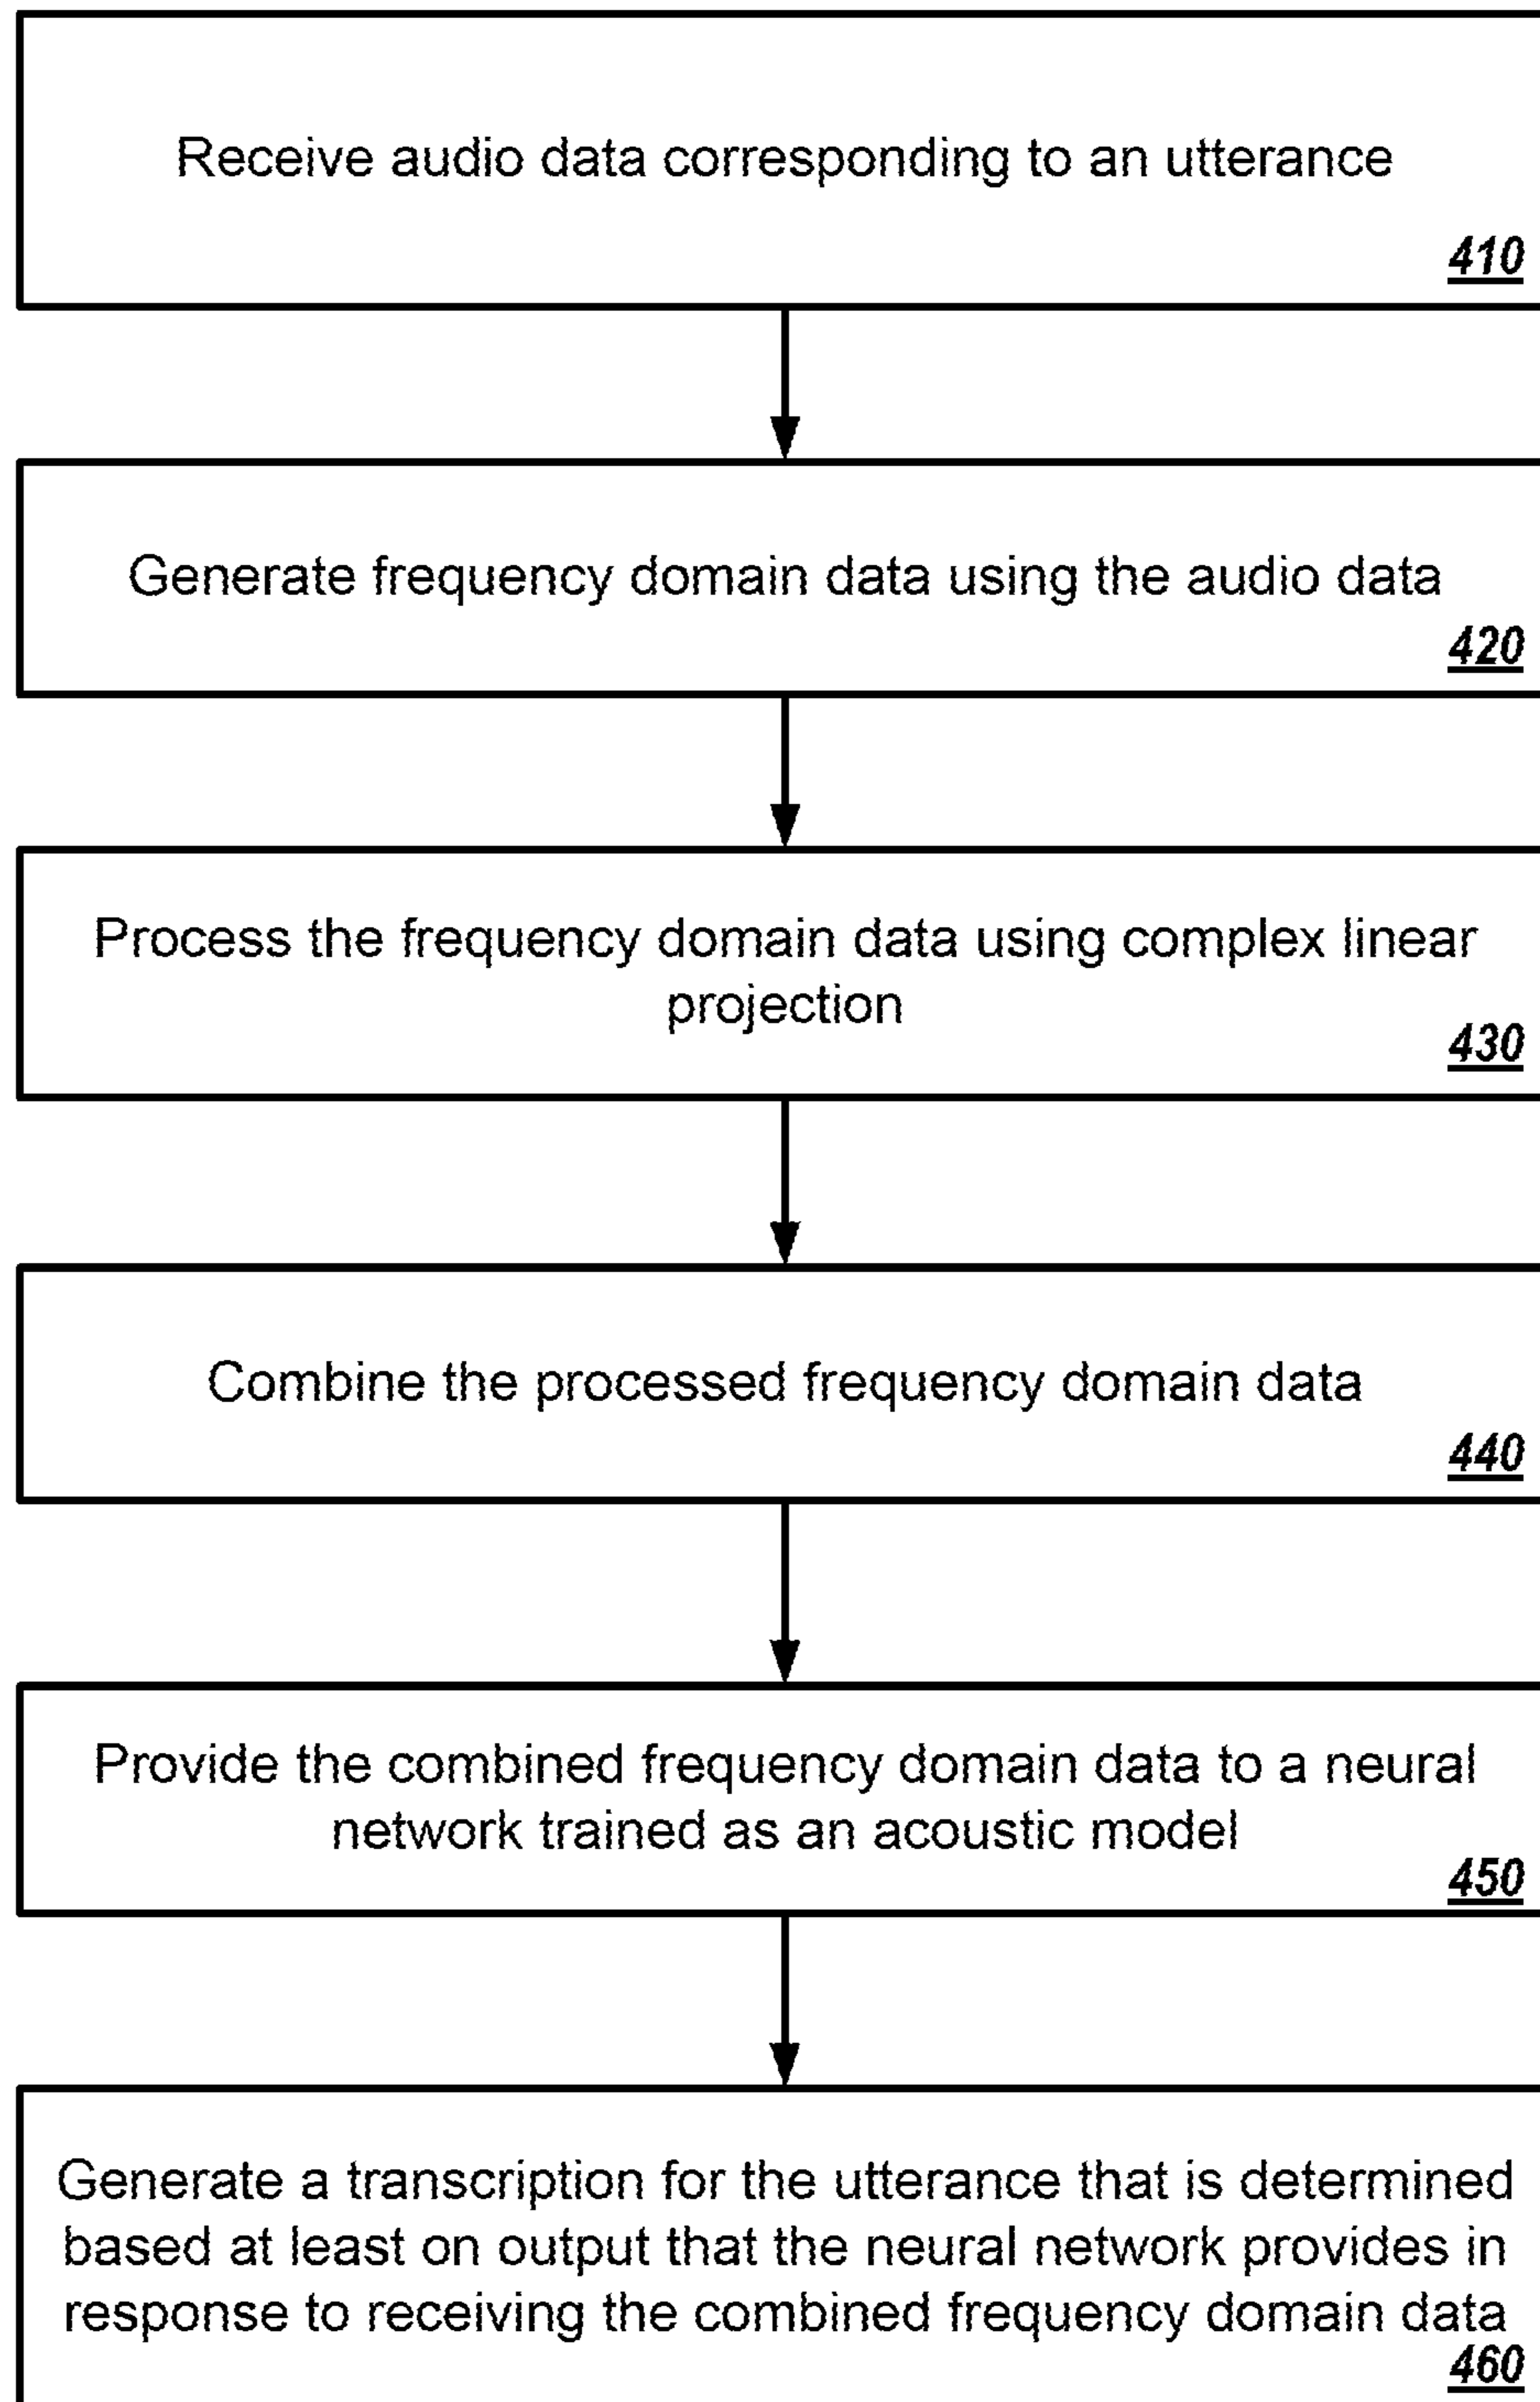 Receive audio data corresponding to an utterance
410
Generate frequency domain data using the audio data
420
Process the frequency domain data using complex linear
projection
430
Combine the processed frequency domain data
440
Provide the combined frequency domain data to a neural
network trained as an acoustic model
450
Generate a transcription for the utterance that is determined
based at least on output that the neural network provides in
response to receiving the combined frequency domain data
460